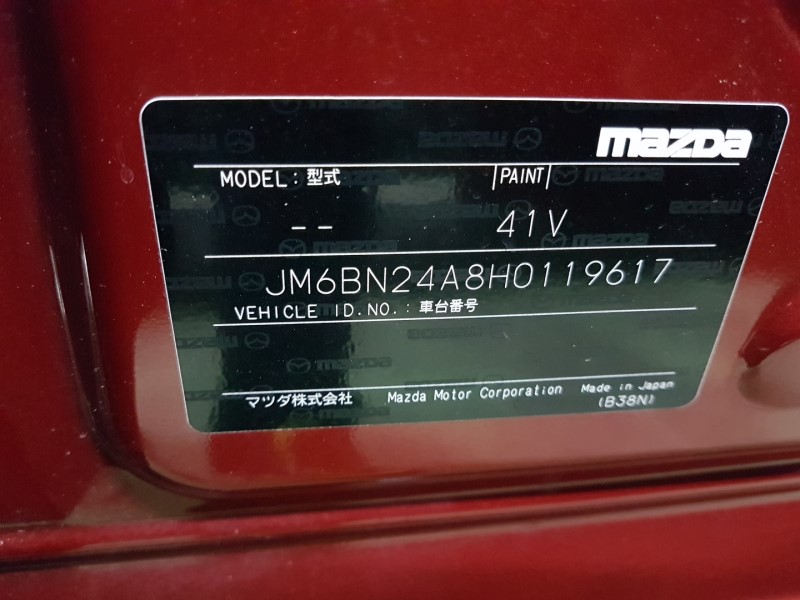 mazda
MODEL : 型式 |PAINT|
-- 41V
JM6BN24A8H0119617
VEHICLE ID.NO.: 車台番号
マツダ株式会社 Mazda Motor Corporation Made in Japan
(B38N)